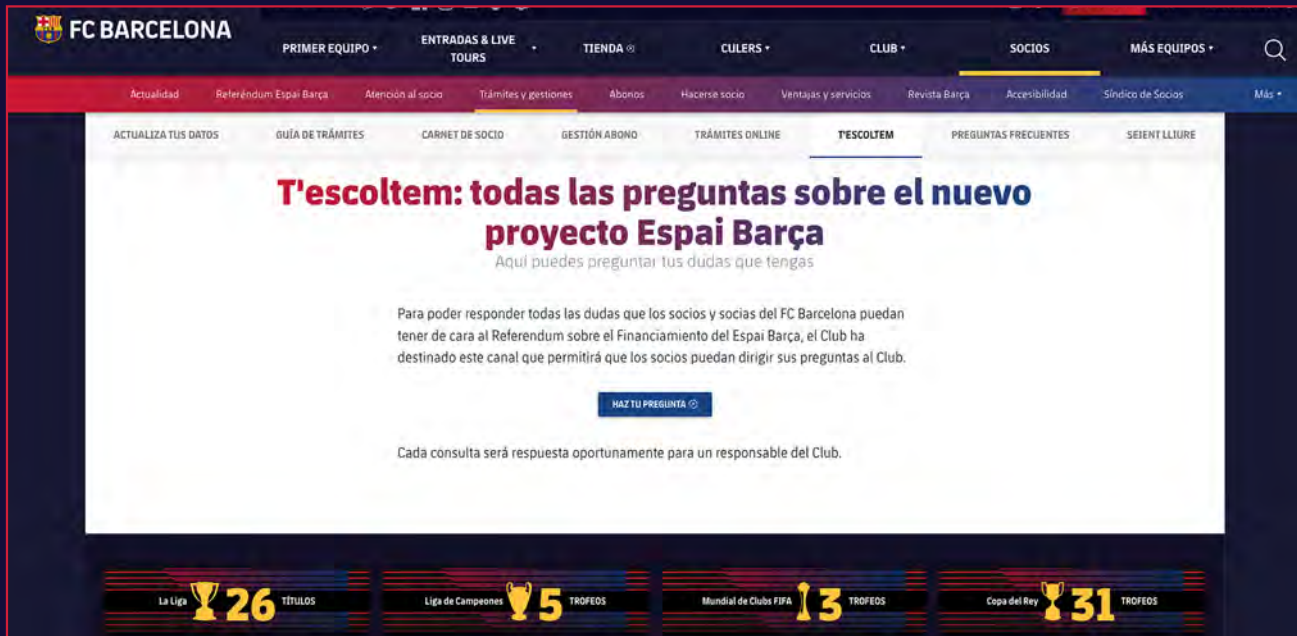 FC BARCELONA
PRIMER EQUIPO
ENTRADAS & LIVE
TOURS
TIENDA
CULERS
CLUB
SOCIOS
MÁS EQUIPOS
Actualidad Referéndum Espai Barça Atención al socio Trámites y gestiones Abonos Hacerse socio Ventajas y servicios Revista Barça Accesibilidad Síndico de Socios Más
ACTUALIZA TUS DATOS GUÍA DE TRÁMITES CARNET DE SOCIO GESTIÓN ABONO TRÁMITES ONLINE T'ESCOLTEM PREGUNTAS FRECUENTES SEIENT LLIURE
T'escoltem: todas las preguntas sobre el nuevo
proyecto Espai Barça
Aquí puedes preguntar tus dudas que tengas
Para poder responder todas las dudas que los socios y socias del FC Barcelona puedan
tener de cara al Referendum sobre el Financiamiento del Espai Barça, el Club ha
destinado este canal que permitirá que los socios puedan dirigir sus preguntas al Club.
HAZ TU PREGUNTA
Cada consulta será respuesta oportunamente para un responsable del Club.
La Liga 26 TÍTULOS
Liga de Campeones 5 TROFEOS
Mundial de Clubs FIFA 3 TROFEOS
Copa del Rey 31 TROFEOS